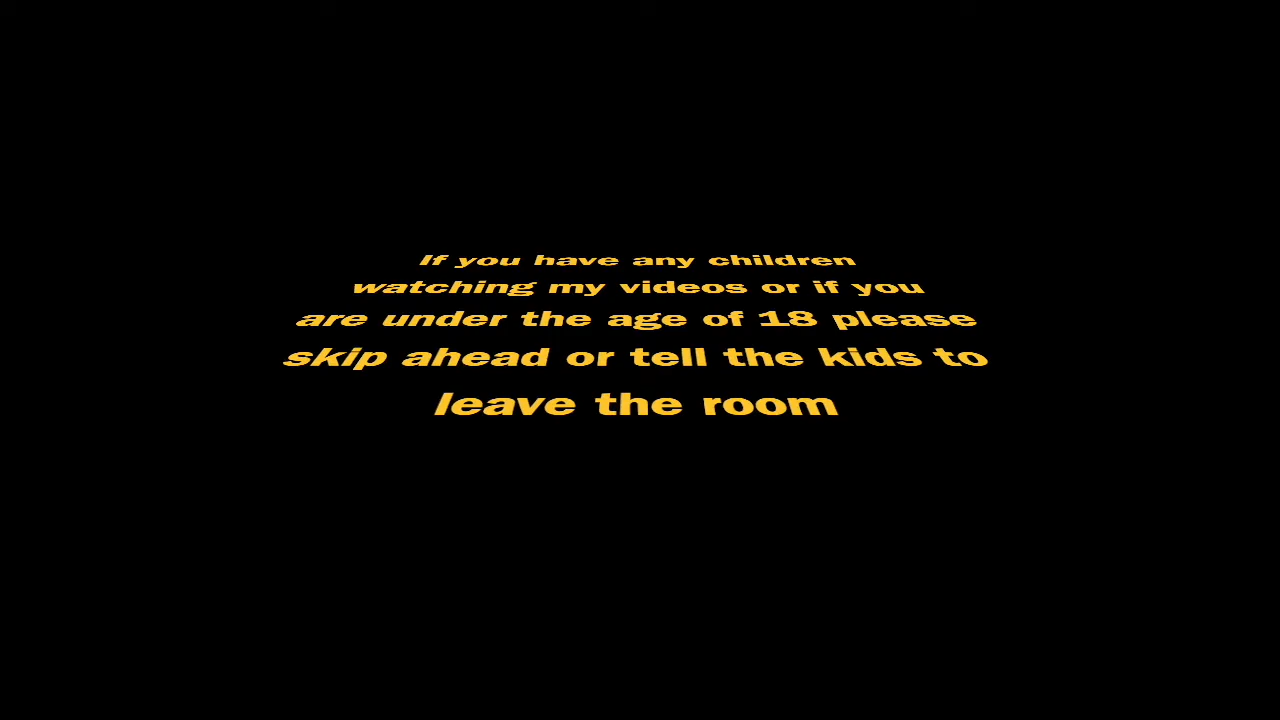 If you have any children
watching my videos or if you
are under the age of 18 please
skip ahead or tell the kids to
leave the room